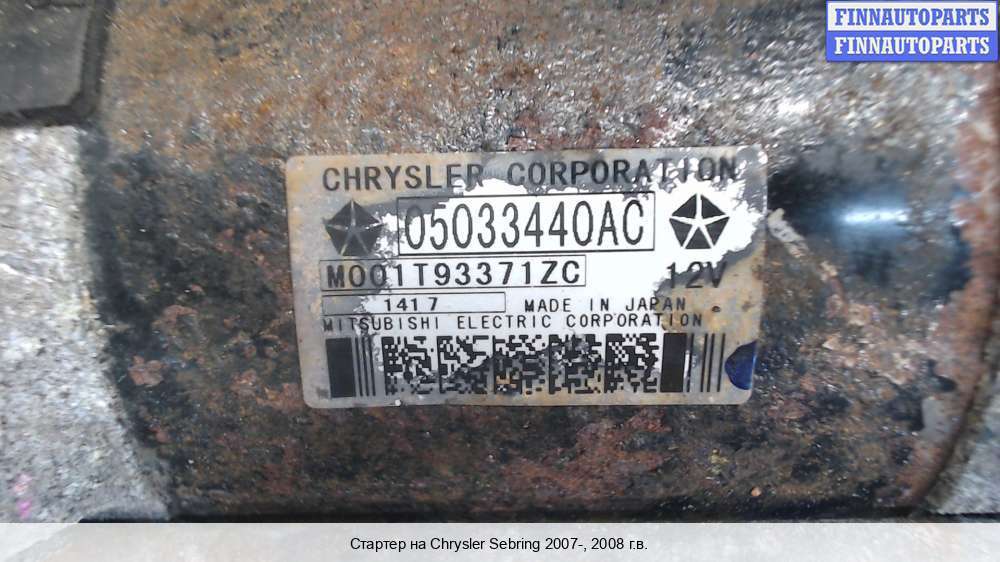 FINNAUTOPARTS
FINNAUTOPARTS
CHRYSLER CORPORATION
05033440AC
M001T93371ZC 12V
1417 MADE IN JAPAN
MITSUBISHI ELECTRIC CORPORATION
Стартер на Chrysler Sebring 2007-, 2008 г.в.